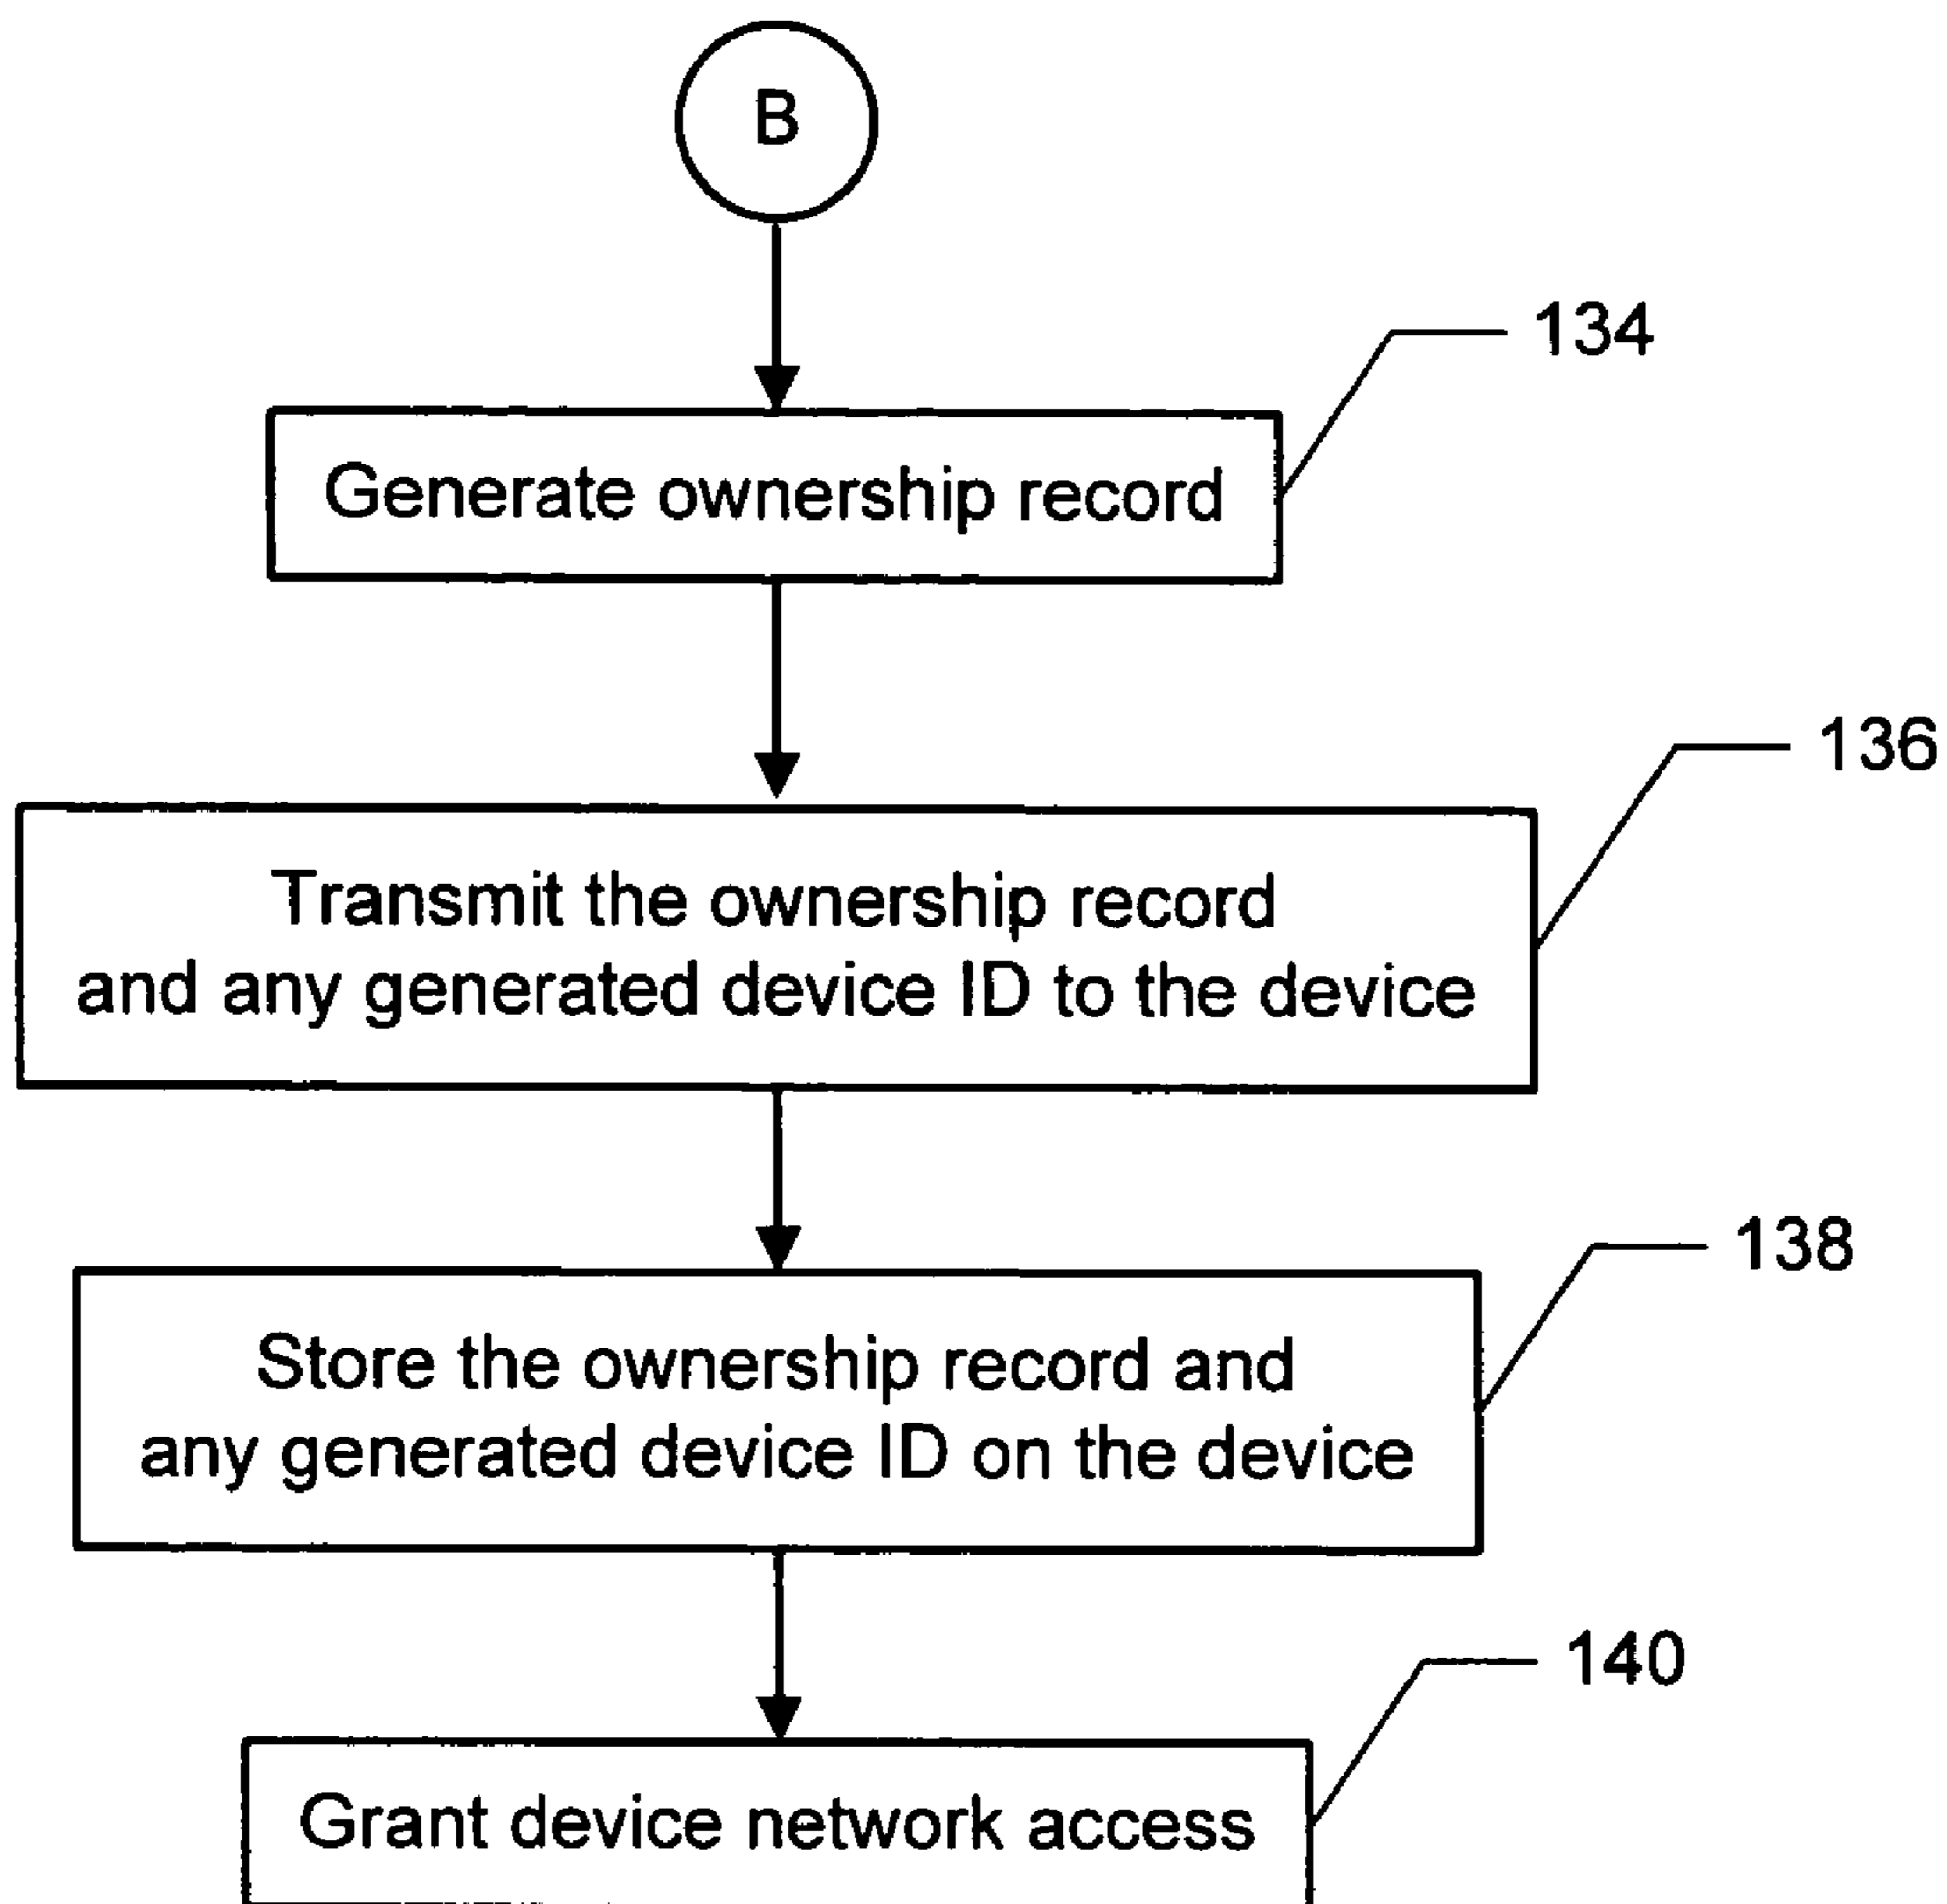 B
134
Generate ownership record
136
Transmit the ownership record
and any generated device ID to the device
138
Store the ownership record and
any generated device ID on the device
140
Grant device network access